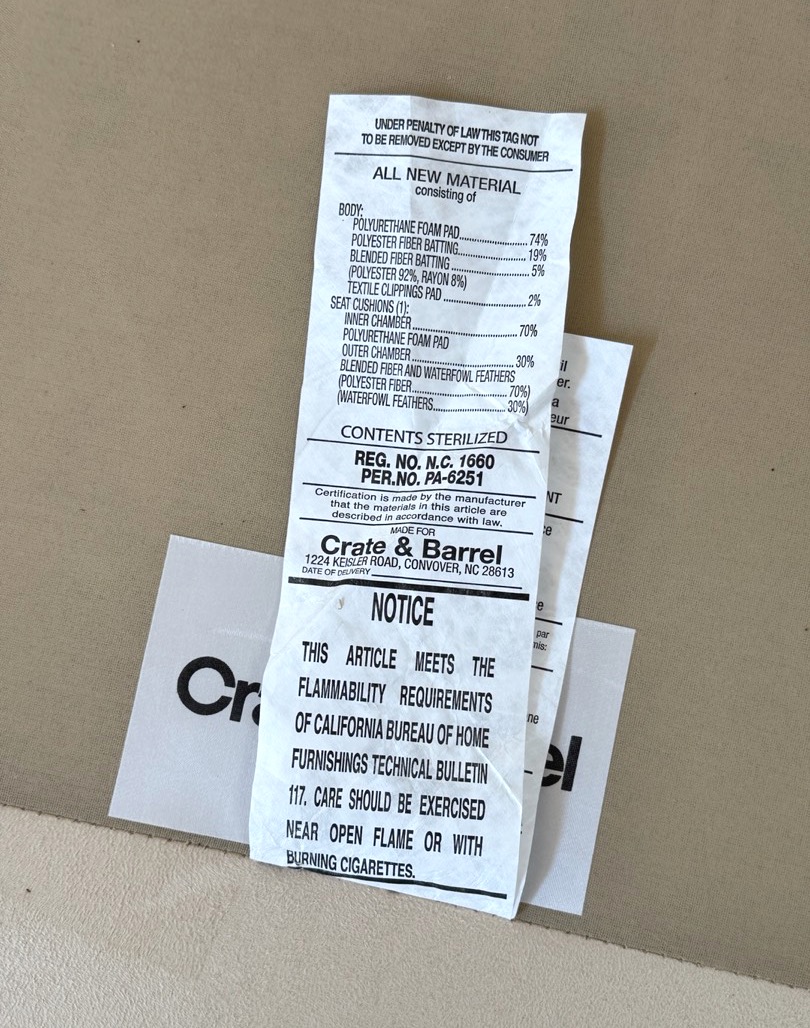 UNDER PENALTY OF LAW THIS TAG NOT
TO BE REMOVED EXCEPT BY THE CONSUMER
ALL NEW MATERIAL
consisting of
BODY:
POLYURETHANE FOAM PAD..................74%
POLYESTER FIBER BATTING..................19%
BLENDED FIBER BATTING....................5%
(POLYESTER 92%, RAYON 8%)
TEXTILE CLIPPINGS PAD......................2%
SEAT CUSHIONS (1):
INNER CHAMBER............................70%
POLYURETHANE FOAM PAD
OUTER CHAMBER............................30%
BLENDED FIBER AND WATERFOWL FEATHERS
(POLYESTER FIBER..........................70%)
(WATERFOWL FEATHERS....................30%)
CONTENTS STERILIZED
REG. NO. N.C. 1660
PER.NO. PA-6251
Certification is made by the manufacturer
that the materials in this article are
described in accordance with law.
MADE FOR
Crate & Barrel
1224 KEISLER ROAD, CONVOVER, NC 28613
DATE OF DELIVERY
NOTICE
THIS ARTICLE MEETS THE
FLAMMABILITY REQUIREMENTS
OF CALIFORNIA BUREAU OF HOME
FURNISHINGS TECHNICAL BULLETIN
117. CARE SHOULD BE EXERCISED
NEAR OPEN FLAME OR WITH
BURNING CIGARETTES.
par